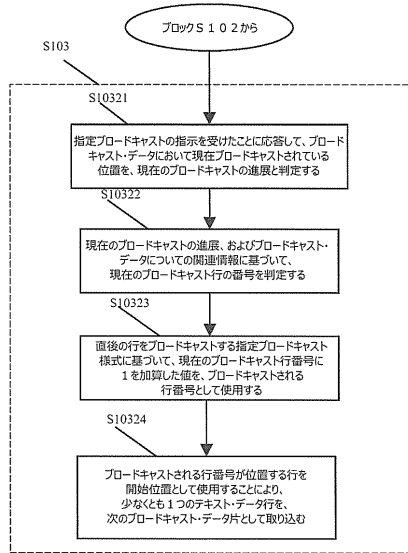 ブロックS102から
S103
S10321
指定ブロードキャストの指示を受けたことに応答して、ブロード
キャスト・データにおいて現在ブロードキャストされている
位置を、現在のブロードキャストの進展と判定する
S10322
現在のブロードキャストの進展、およびブロードキャスト・
データについての関連情報に基づいて、
現在のブロードキャスト行の番号を判定する
S10323
直後の行をブロードキャストする指定ブロードキャスト
様式に基づいて、現在のブロードキャスト行番号に
1を加算した値を、ブロードキャストされる
行番号として使用する
S10324
ブロードキャストされる行番号が位置する行を
開始位置として使用することにより、
少なくとも1つのテキスト・データ行を、
次のブロードキャスト・データ片として取り込む